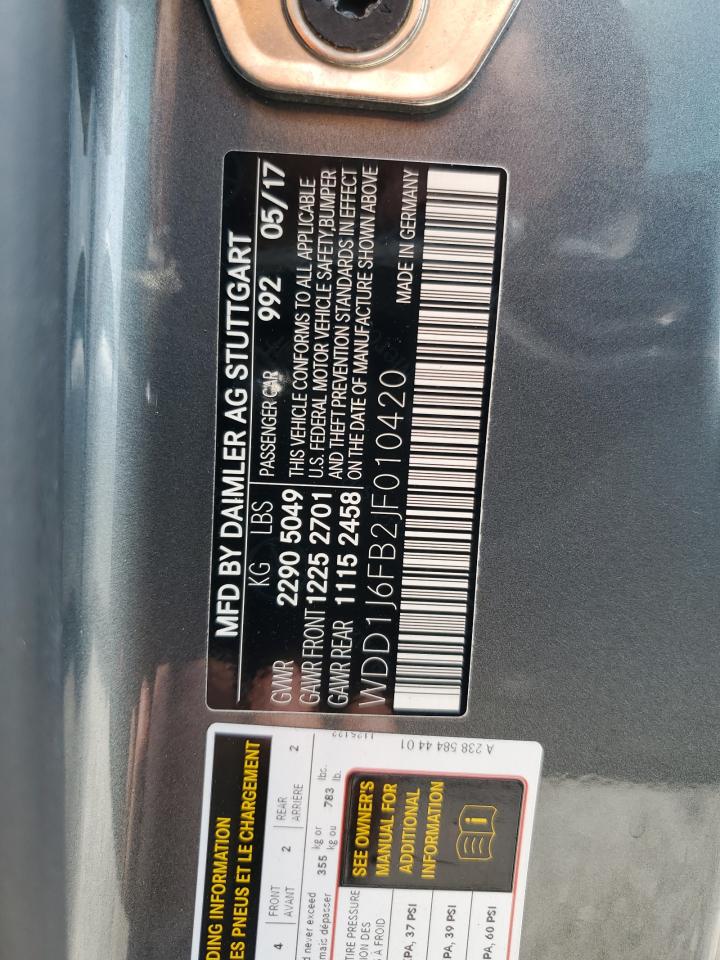 MFD BY DAIMLER AG STUTTGART
KG LBS PASSENGER CAR 992 05/17
GVWR 2290 5049
GAWR FRONT 1225 2701
GAWR REAR 1115 2458
THIS VEHICLE CONFORMS TO ALL APPLICABLE
U.S. FEDERAL MOTOR VEHICLE SAFETY, BUMPER
AND THEFT PREVENTION STANDARDS IN EFFECT
ON THE DATE OF MANUFACTURE SHOWN ABOVE
WDD1J6FB2JF010420 MADE IN GERMANY
DING INFORMATION
ES PNEUS ET LE CHARGEMENT
4 FRONT 2 REAR 2
AVANT ARRIÈRE
d never exceed 355 kg or 783 lbs.
mais dépasser kg ou lb.
TIRE PRESSURE
ION DES
À FROID
PA, 37 PSI
PA, 39 PSI
PA, 60 PSI
SEE OWNER'S
MANUAL FOR
ADDITIONAL
INFORMATION
A 238 584 44 01